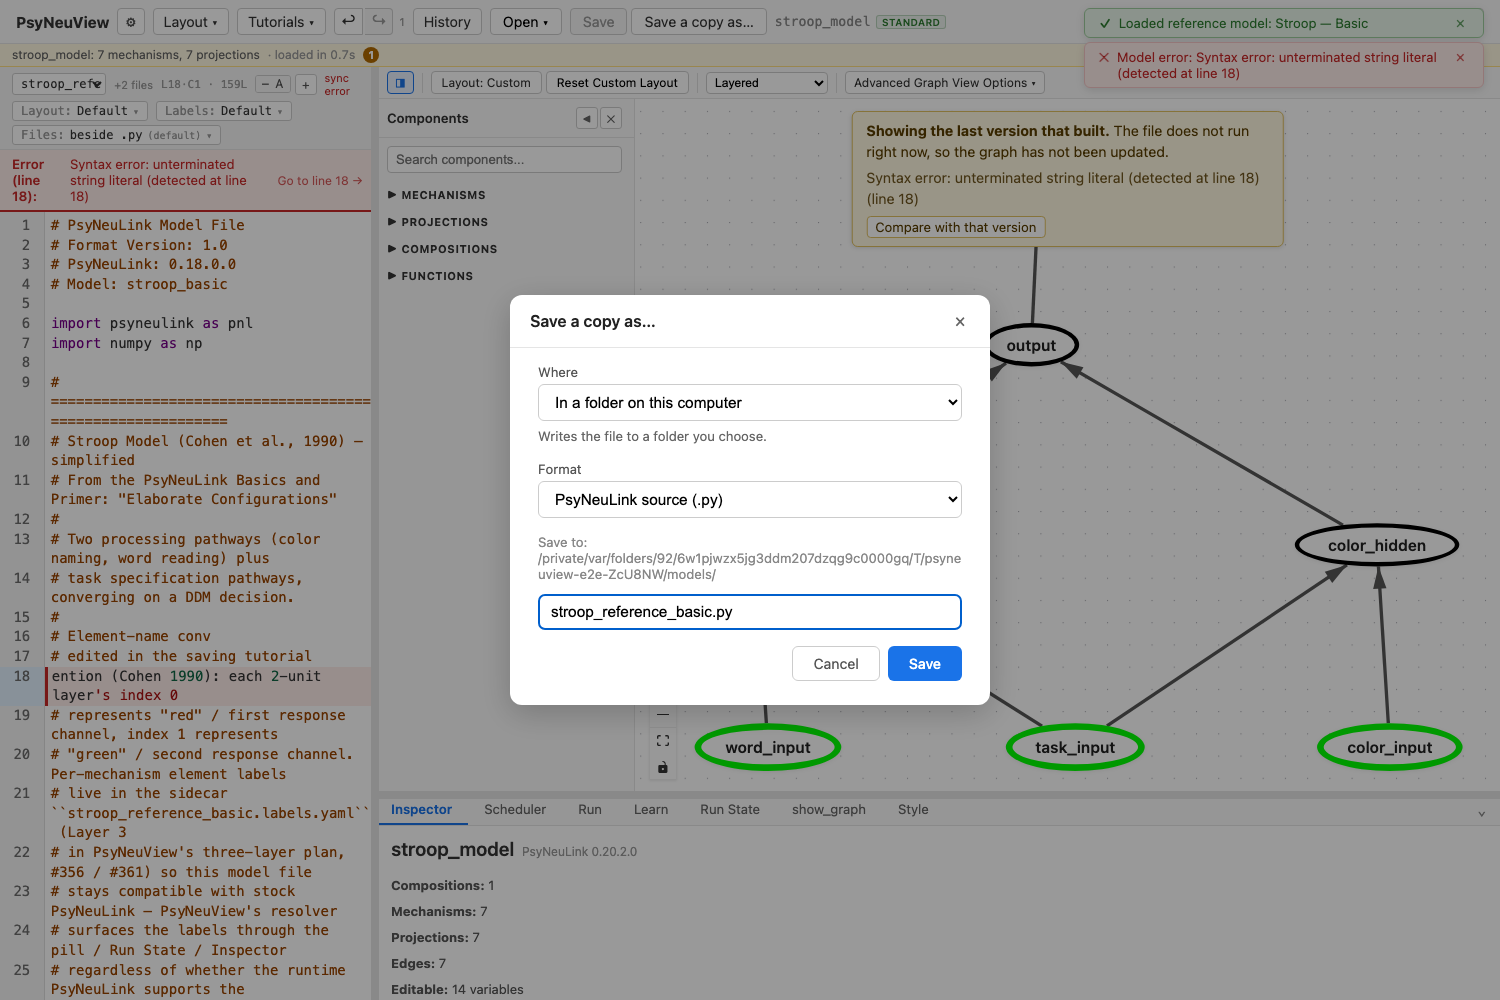 PsyNeuView
Layout ▾
Tutorials ▾
1
History
Open ▾
Save
Save a copy as...
stroop_model
STANDARD
✓ Loaded reference model: Stroop — Basic
✕ Model error: Syntax error: unterminated string literal
(detected at line 18)
stroop_model: 7 mechanisms, 7 projections · loaded in 0.7s 1
+2 files L18·C1 · 159L
− A
+
sync
error
Layout: Default ▾
Labels: Default ▾
Files: beside .py (default) ▾
Error
(line
18):
Syntax error: unterminated
string literal (detected at line
18)
Go to line 18 →
1 # PsyNeuLink Model File
2 # Format Version: 1.0
3 # PsyNeuLink: 0.18.0.0
4 # Model: stroop_basic
5
6 import psyneulink as pnl
7 import numpy as np
8
9 #
======================================
=====================
10 # Stroop Model (Cohen et al., 1990) —
simplified
11 # From the PsyNeuLink Basics and
Primer: "Elaborate Configurations"
12 #
13 # Two processing pathways (color
naming, word reading) plus
14 # task specification pathways,
converging on a DDM decision.
15 #
16 # Element-name conv
17 # edited in the saving tutorial
18 ention (Cohen 1990): each 2-unit
layer's index 0
19 # represents "red" / first response
channel, index 1 represents
20 # "green" / second response channel.
Per-mechanism element labels
21 # live in the sidecar
``stroop_reference_basic.labels.yaml``
(Layer 3
22 # in PsyNeuView's three-layer plan,
#356 / #361) so this model file
23 # stays compatible with stock
PsyNeuLink — PsyNeuView's resolver
24 # surfaces the labels through the
pill / Run State / Inspector
25 # regardless of whether the runtime
PsyNeuLink supports the
Layout: Custom
Reset Custom Layout
Layered
Advanced Graph View Options ▾
Components
Search components...
▶ MECHANISMS
▶ PROJECTIONS
▶ COMPOSITIONS
▶ FUNCTIONS
Showing the last version that built. The file does not run
right now, so the graph has not been updated.
Syntax error: unterminated string literal (detected at line 18)
(line 18)
Compare with that version
output
color_hidden
word_input
task_input
color_input
Save a copy as...
Where
In a folder on this computer
Writes the file to a folder you choose.
Format
PsyNeuLink source (.py)
Save to:
/private/var/folders/92/6w1pjwzx5jg3ddm207dzqg9c0000gq/T/psyne
uview-e2e-ZcU8NW/models/
stroop_reference_basic.py
Cancel
Save
Inspector
Scheduler
Run
Learn
Run State
show_graph
Style
stroop_model PsyNeuLink 0.20.2.0
Compositions: 1
Mechanisms: 7
Projections: 7
Edges: 7
Editable: 14 variables